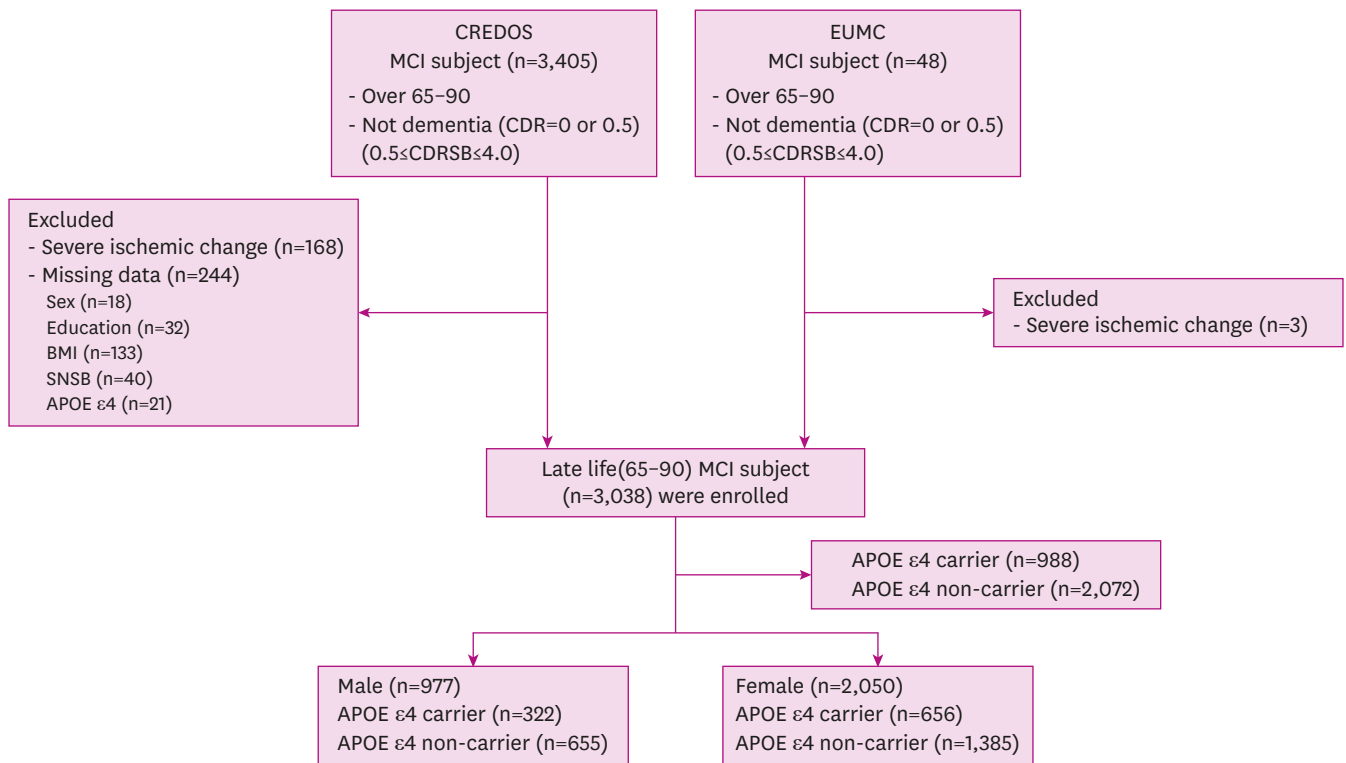 CREDOS
MCI subject (n=3,405)
- Over 65–90
- Not dementia (CDR=0 or 0.5)
(0.5≤CDRSB≤4.0)
EUMC
MCI subject (n=48)
- Over 65–90
- Not dementia (CDR=0 or 0.5)
(0.5≤CDRSB≤4.0)
Excluded
- Severe ischemic change (n=168)
- Missing data (n=244)
Sex (n=18)
Education (n=32)
BMI (n=133)
SNSB (n=40)
APOE ε4 (n=21)
Excluded
- Severe ischemic change (n=3)
Late life(65–90) MCI subject
(n=3,038) were enrolled
APOE ε4 carrier (n=988)
APOE ε4 non-carrier (n=2,072)
Male (n=977)
APOE ε4 carrier (n=322)
APOE ε4 non-carrier (n=655)
Female (n=2,050)
APOE ε4 carrier (n=656)
APOE ε4 non-carrier (n=1,385)